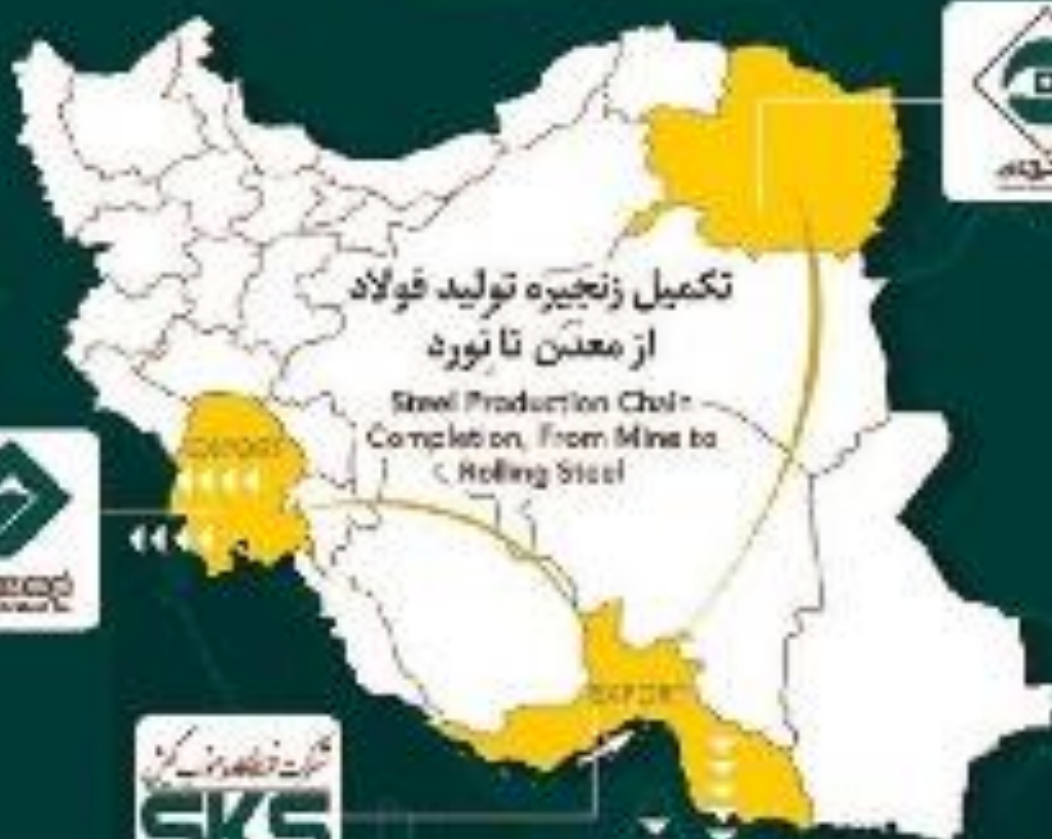 تکمیل زنجیره تولید فولاد
از معدن تا نورد
Steel Production Chain
Completion, From Mine to
Rolling Steel
EXPORT
EXPORT
SKS